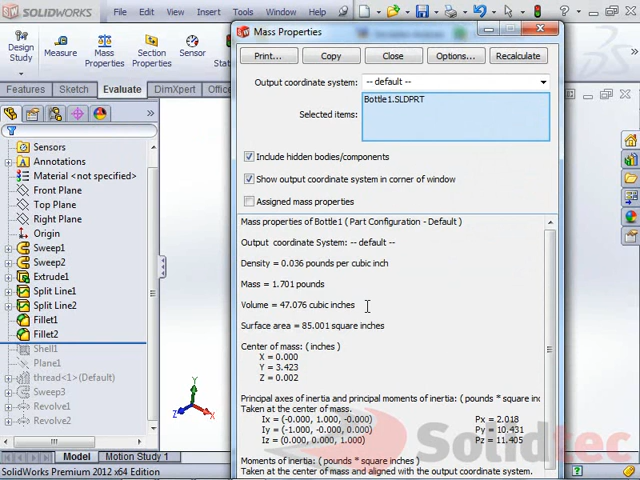 SOLIDWORKS
File
Edit
View
Insert
Tools
Window
Help
Design
Study
Measure
Mass
Properties
Section
Properties
Sensor
Features
Sketch
Evaluate
DimXpert
Office
Sensors
Annotations
Material <not specified>
Front Plane
Top Plane
Right Plane
Origin
Sweep1
Sweep2
Extrude1
Split Line1
Split Line2
Fillet1
Fillet2
Shell1
Plane1
thread<1>(Default)
Sweep3
Revolve1
Revolve2
Model
Motion Study 1
SolidWorks Premium 2012 x64 Edition
Mass Properties
Print...
Copy
Close
Options...
Recalculate
Output coordinate system:
-- default --
Bottle1.SLDPRT
Selected items:
Include hidden bodies/components
Show output coordinate system in corner of window
Assigned mass properties
Mass properties of Bottle1 ( Part Configuration - Default )
Output coordinate System: -- default --
Density = 0.036 pounds per cubic inch
Mass = 1.701 pounds
Volume = 47.076 cubic inches
Surface area = 85.001 square inches
Center of mass: ( inches )
X = 0.000
Y = 3.423
Z = 0.002
Principal axes of inertia and principal moments of inertia: ( pounds * square inc
Taken at the center of mass.
Ix = (-0.000, 1.000, -0.000) Px = 2.018
Iy = (-1.000, -0.000, 0.000) Py = 10.431
Iz = (0.000, 0.000, 1.000) Pz = 11.405
Moments of inertia: ( pounds * square inches )
Taken at the center of mass and aligned with the output coordinate system.
Y
Z
X
Solidtec